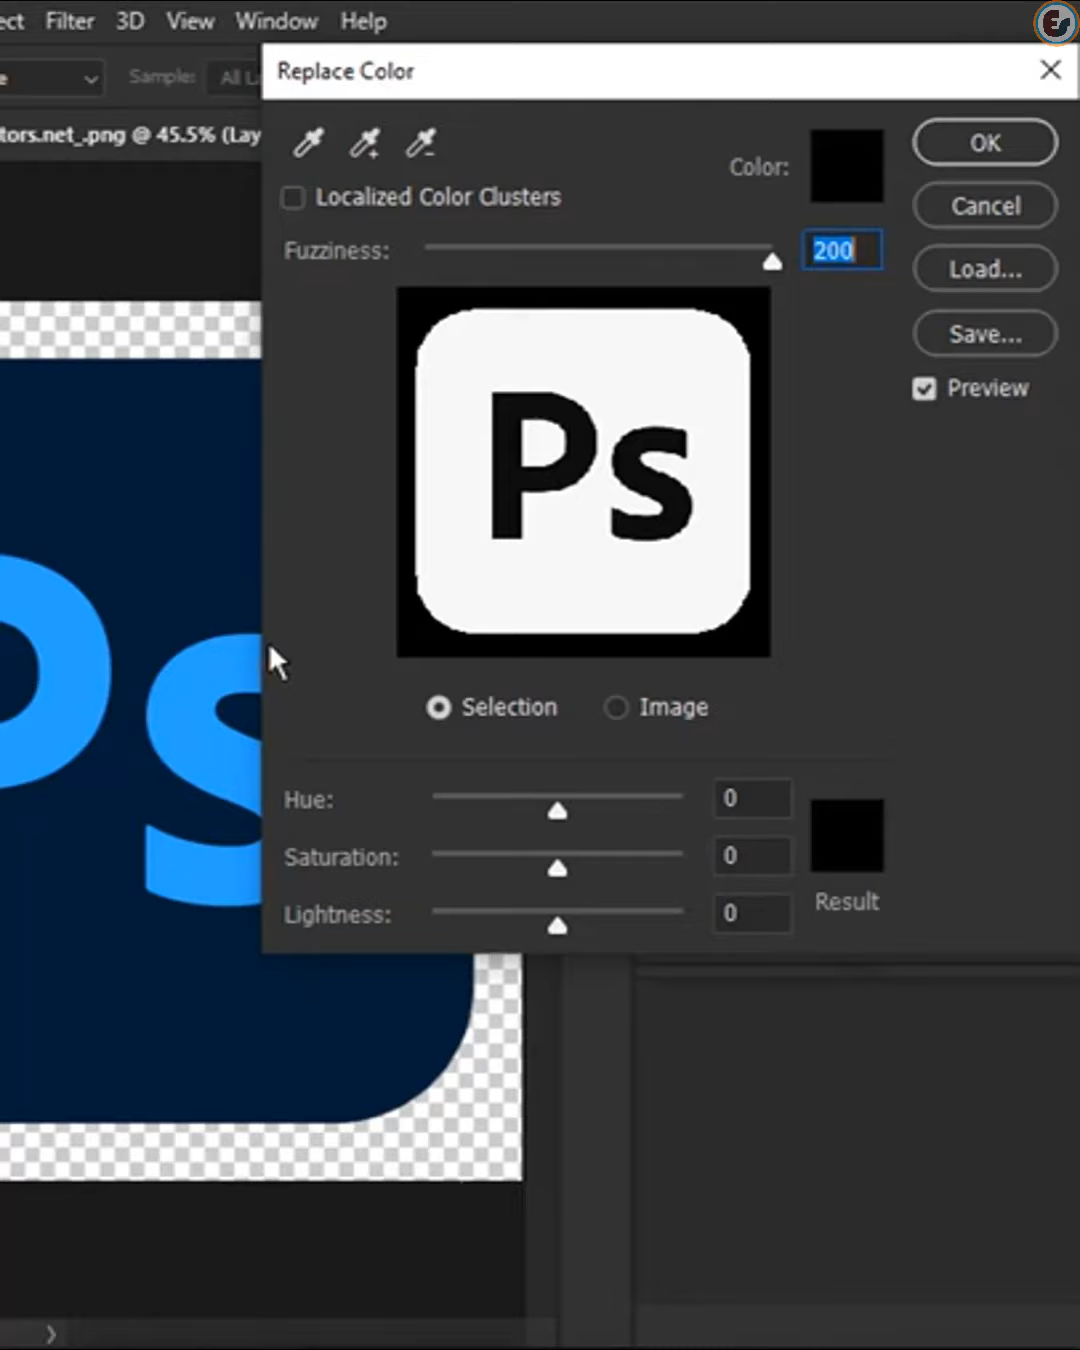 ect Filter 3D View Window Help
e Sample: All L
tors.net_.png @ 45.5% (Lay
Replace Color
Color:
OK
Localized Color Clusters
Cancel
Fuzziness: 200
Load...
Save...
Preview
Ps
Ps
Selection Image
Hue: 0
Saturation: 0
Lightness: 0
Result